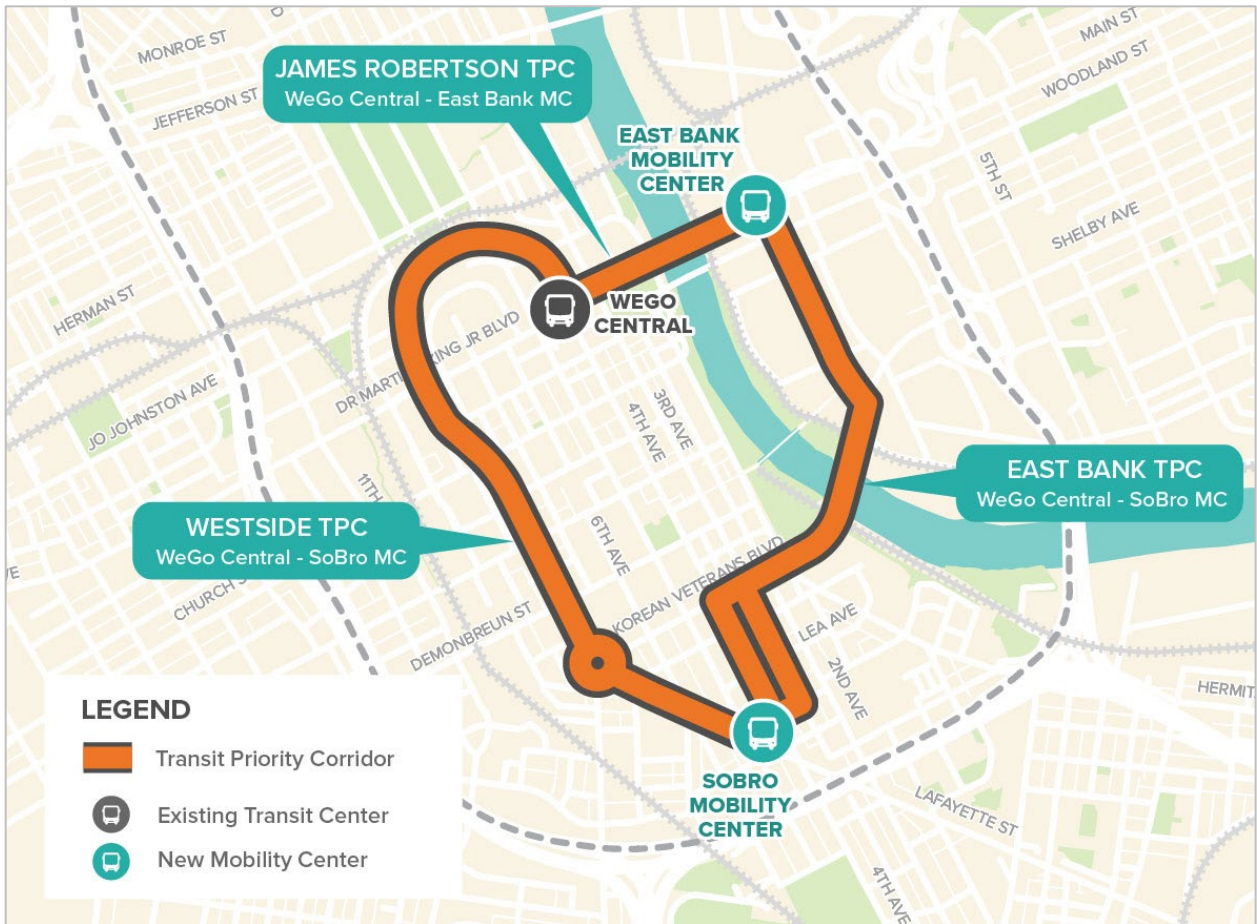 MONROE ST
JEFFERSON ST
MAIN ST
WOODLAND ST
JAMES ROBERTSON TPC
WeGo Central - East Bank MC
EAST BANK
MOBILITY
CENTER
5TH ST
SHELBY AVE
HERMAN ST
WEGO
CENTRAL
DR MARTIN KING JR BLVD
JO JOHNSTON AVE
3RD AVE
4TH AVE
11TH
EAST BANK TPC
WeGo Central - SoBro MC
WESTSIDE TPC
WeGo Central - SoBro MC
6TH AVE
KOREAN VETERANS BLVD
CHURCH S
DEMONBREUN ST
LEA AVE
2ND AVE
HERMIT
LEGEND
Transit Priority Corridor
Existing Transit Center
New Mobility Center
SOBRO
MOBILITY
CENTER
LAFAYETTE ST
4TH AVE